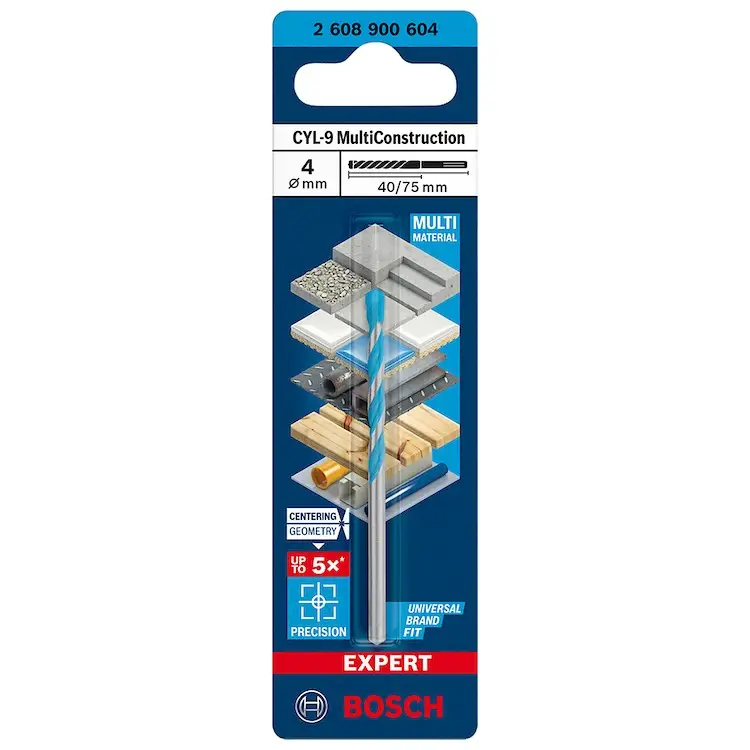 2 608 900 604
CYL-9 MultiConstruction
4
Ø mm
40/75 mm
MULTI
MATERIAL
CENTERING
GEOMETRY
UP TO 5x*
PRECISION
UNIVERSAL
BRAND
FIT
EXPERT
BOSCH